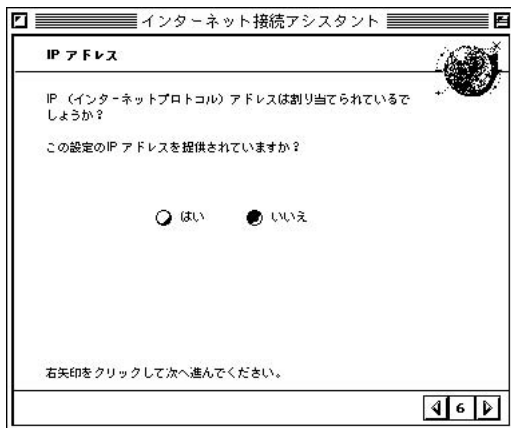 インターネット接続アシスタント
IP アドレス
IP （インターネットプロトコル）アドレスは割り当てられているで
しょうか？
この設定のIP アドレスを提供されていますか？
はい いいえ
右矢印をクリックして次へ進んでください。
6